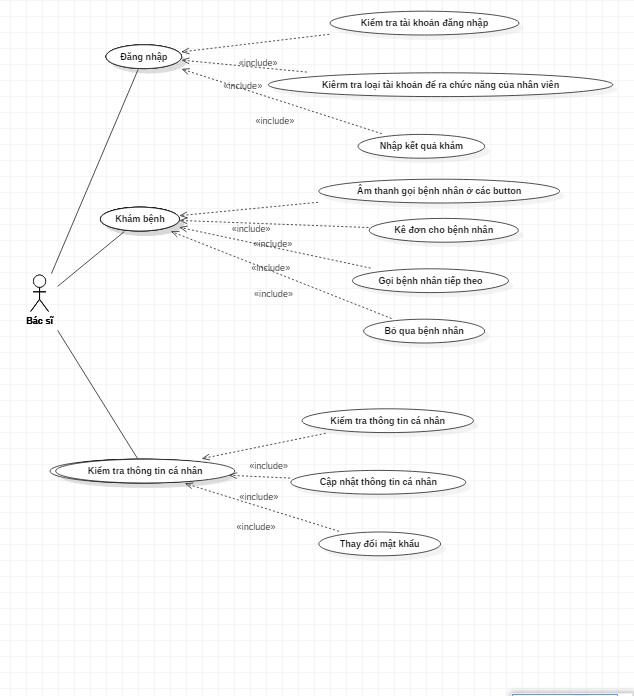 Kiểm tra tài khoản đăng nhập
Đăng nhập
«include»
«include»
Kiêrm tra loại tài khoản để ra chức năng của nhân viên
«include»
Nhập kết quả khám
Âm thanh gọi bệnh nhân ở các button
Khám bệnh
«include»
Kê đơn cho bệnh nhân
«include»
«include»
Gọi bệnh nhân tiếp theo
«include»
Bác sĩ
Bỏ qua bệnh nhân
Kiểm tra thông tin cá nhân
«include»
Kiểm tra thông tin cá nhân
Cập nhật thông tin cá nhân
«include»
«include»
Thay đổi mật khẩu